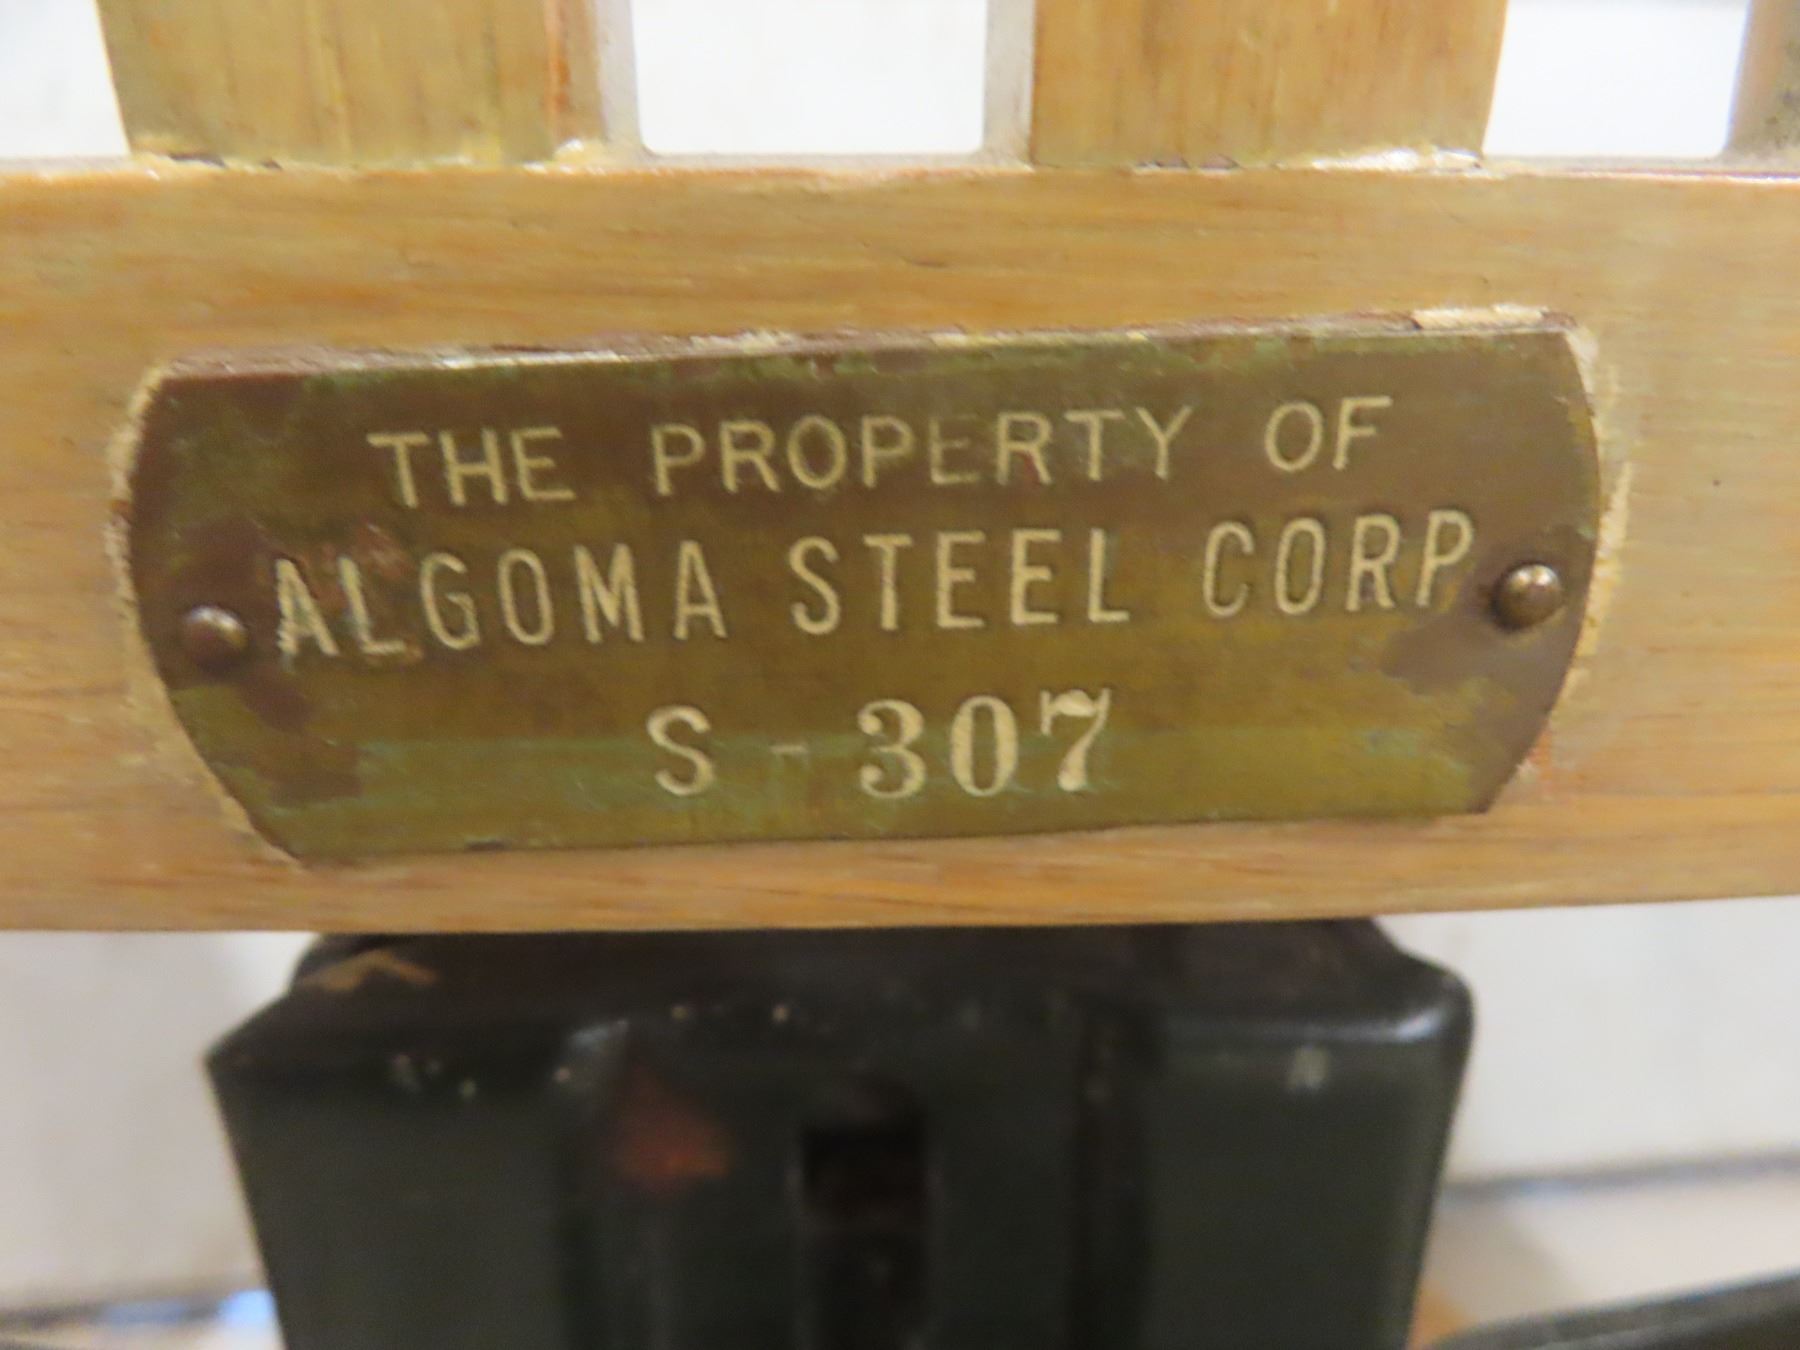 THE PROPERTY OF
ALGOMA STEEL CORP
S - 307